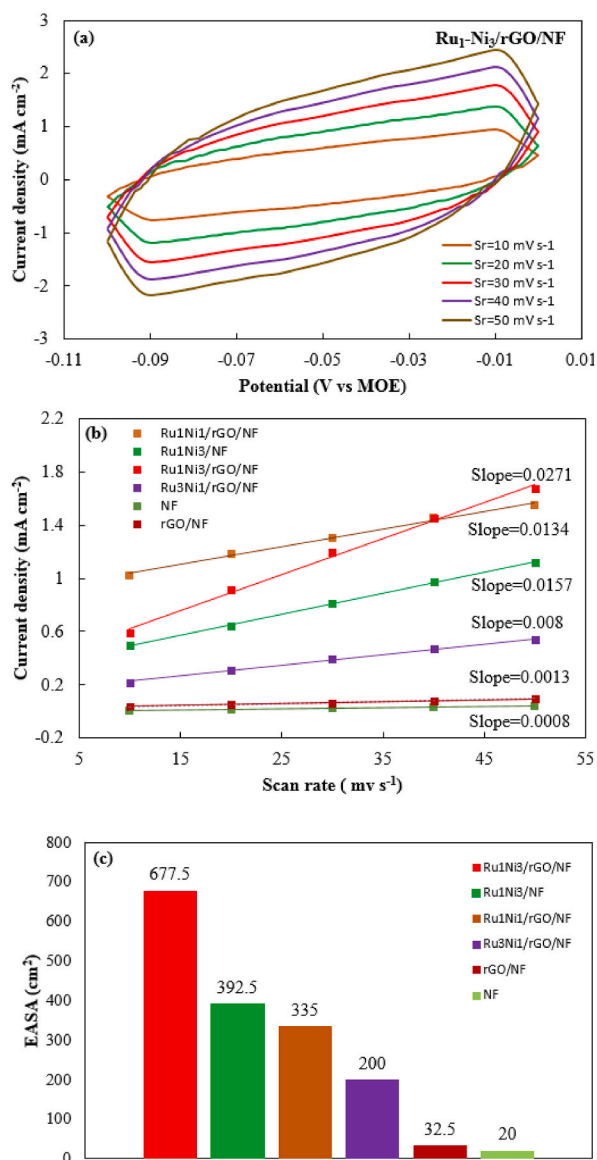 (a)
Ru₁-Ni₃/rGO/NF
Current density (mA cm⁻²)
3
2
1
0
-1
-2
-3
Sr=10 mV s-1
Sr=20 mV s-1
Sr=30 mV s-1
Sr=40 mV s-1
Sr=50 mV s-1
-0.11
-0.09
-0.07
-0.05
-0.03
-0.01
0.01
Potential (V vs MOE)
(b)
Current density (mA cm⁻²)
2.2
1.8
1.4
1
0.6
0.2
-0.2
Ru1Ni1/rGO/NF
Ru1Ni3/NF
Ru1Ni3/rGO/NF
Ru3Ni1/rGO/NF
NF
rGO/NF
Slope=0.0271
Slope=0.0134
Slope=0.0157
Slope=0.008
Slope=0.0013
Slope=0.0008
5
15
25
35
45
55
Scan rate ( mv s⁻¹)
(c)
EASA (cm²)
800
700
600
500
400
300
200
100
0
677.5
392.5
335
200
32.5
20
Ru1Ni3/rGO/NF
Ru1Ni3/NF
Ru1Ni1/rGO/NF
Ru3Ni1/rGO/NF
rGO/NF
NF